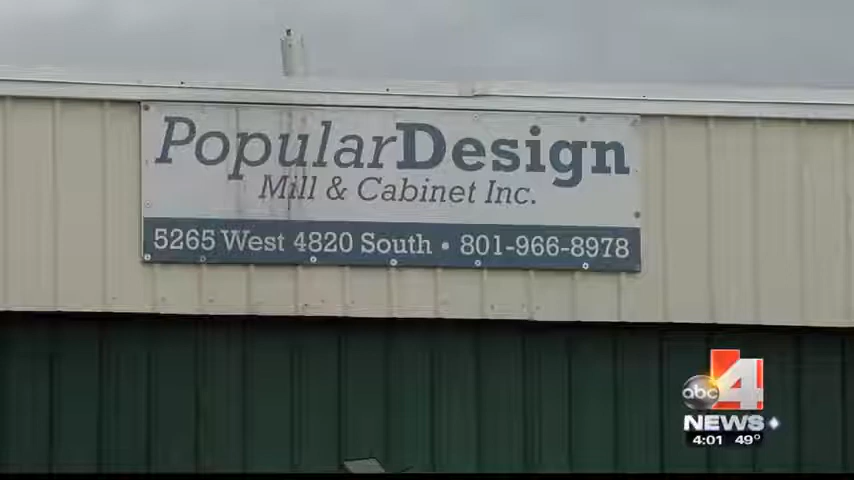 PopularDesign
Mill & Cabinet Inc.
5265 West 4820 South • 801-966-8978
abc 4
NEWS+
4:01 49°